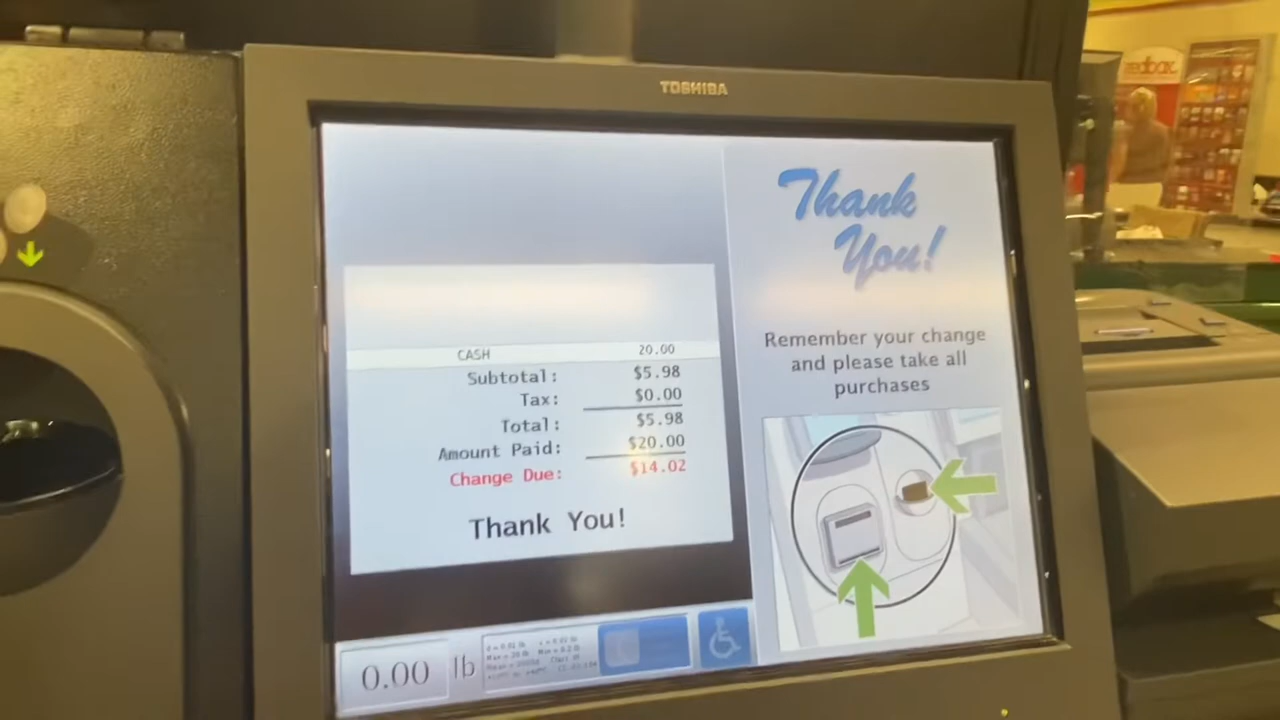 TOSHIBA
redbox
CASH 20.00
Subtotal: $5.98
Tax: $0.00
Total: $5.98
Amount Paid: $20.00
Change Due: $14.02
Thank You!
Thank
You!
Remember your change
and please take all
purchases
0.00 lb